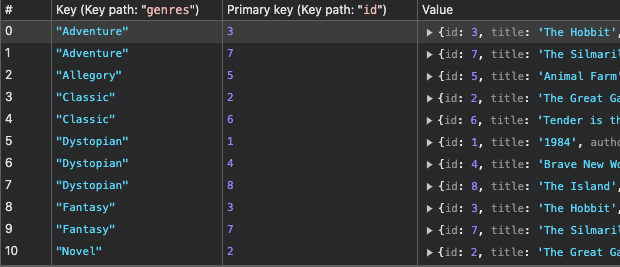 # Key (Key path: "genres") Primary key (Key path: "id") Value
0 "Adventure" 3 ▶ {id: 3, title: 'The Hobbit',
1 "Adventure" 7 ▶ {id: 7, title: 'The Silmaril
2 "Allegory" 5 ▶ {id: 5, title: 'Animal Farm'
3 "Classic" 2 ▶ {id: 2, title: 'The Great Ga
4 "Classic" 6 ▶ {id: 6, title: 'Tender is th
5 "Dystopian" 1 ▶ {id: 1, title: '1984', autho
6 "Dystopian" 4 ▶ {id: 4, title: 'Brave New Wo
7 "Dystopian" 8 ▶ {id: 8, title: 'The Island',
8 "Fantasy" 3 ▶ {id: 3, title: 'The Hobbit',
9 "Fantasy" 7 ▶ {id: 7, title: 'The Silmaril
10 "Novel" 2 ▶ {id: 2, title: 'The Great Ga